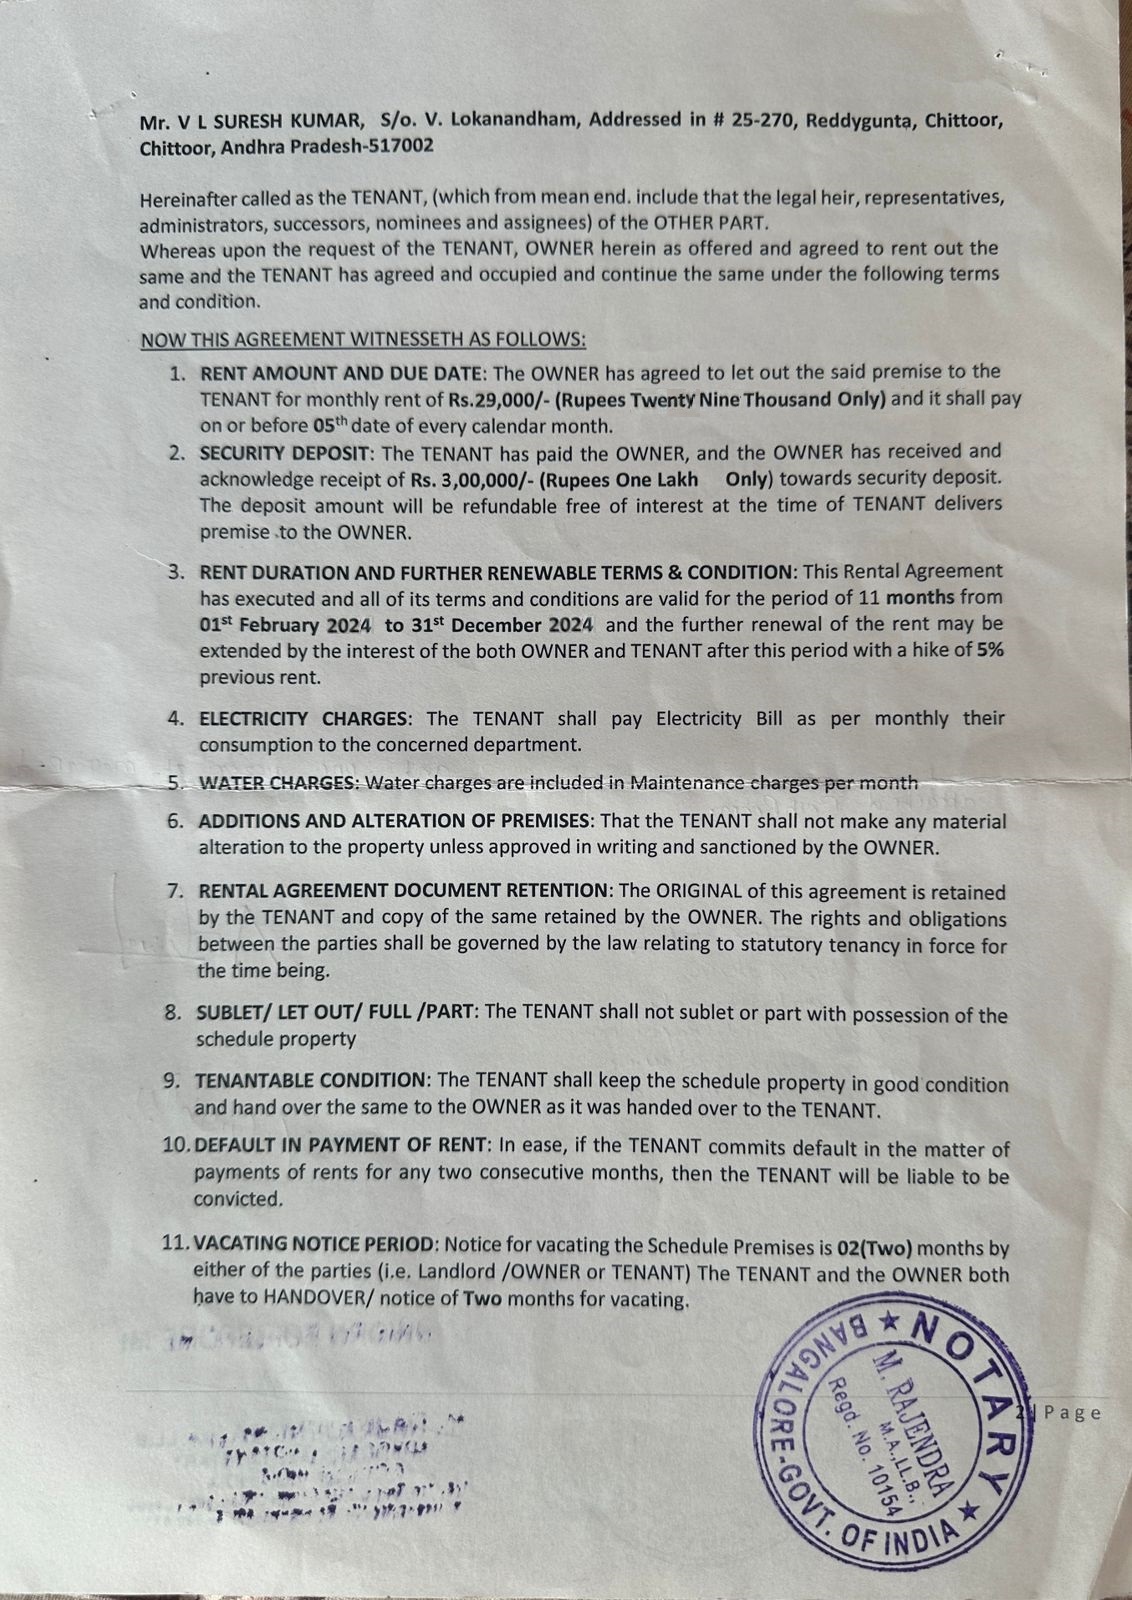 Mr. V L SURESH KUMAR, S/o. V. Lokanandham, Addressed in # 25-270, Reddygunta, Chittoor,
Chittoor, Andhra Pradesh-517002
Hereinafter called as the TENANT, (which from mean end. include that the legal heir, representatives,
administrators, successors, nominees and assignees) of the OTHER PART.
Whereas upon the request of the TENANT, OWNER herein as offered and agreed to rent out the
same and the TENANT has agreed and occupied and continue the same under the following terms
and condition.
NOW THIS AGREEMENT WITNESSETH AS FOLLOWS:
1. RENT AMOUNT AND DUE DATE: The OWNER has agreed to let out the said premise to the
TENANT for monthly rent of Rs.29,000/- (Rupees Twenty Nine Thousand Only) and it shall pay
on or before 05th date of every calendar month.
2. SECURITY DEPOSIT: The TENANT has paid the OWNER, and the OWNER has received and
acknowledge receipt of Rs. 3,00,000/- (Rupees One Lakh Only) towards security deposit.
The deposit amount will be refundable free of interest at the time of TENANT delivers
premise to the OWNER.
3. RENT DURATION AND FURTHER RENEWABLE TERMS & CONDITION: This Rental Agreement
has executed and all of its terms and conditions are valid for the period of 11 months from
01st February 2024 to 31st December 2024 and the further renewal of the rent may be
extended by the interest of the both OWNER and TENANT after this period with a hike of 5%
previous rent.
4. ELECTRICITY CHARGES: The TENANT shall pay Electricity Bill as per monthly their
consumption to the concerned department.
5. WATER CHARGES: Water charges are included in Maintenance charges per month
6. ADDITIONS AND ALTERATION OF PREMISES: That the TENANT shall not make any material
alteration to the property unless approved in writing and sanctioned by the OWNER.
7. RENTAL AGREEMENT DOCUMENT RETENTION: The ORIGINAL of this agreement is retained
by the TENANT and copy of the same retained by the OWNER. The rights and obligations
between the parties shall be governed by the law relating to statutory tenancy in force for
the time being.
8. SUBLET/ LET OUT/ FULL /PART: The TENANT shall not sublet or part with possession of the
schedule property
9. TENANTABLE CONDITION: The TENANT shall keep the schedule property in good condition
and hand over the same to the OWNER as it was handed over to the TENANT.
10. DEFAULT IN PAYMENT OF RENT: In ease, if the TENANT commits default in the matter of
payments of rents for any two consecutive months, then the TENANT will be liable to be
convicted.
11. VACATING NOTICE PERIOD: Notice for vacating the Schedule Premises is 02(Two) months by
either of the parties (i.e. Landlord /OWNER or TENANT) The TENANT and the OWNER both
have to HANDOVER/ notice of Two months for vacating.
★ NOTARY ★
BANGALORE-GOVT. OF INDIA
M. RAJENDRA
M.A., LL.B.,
Regd. No. 10154
2 | Page